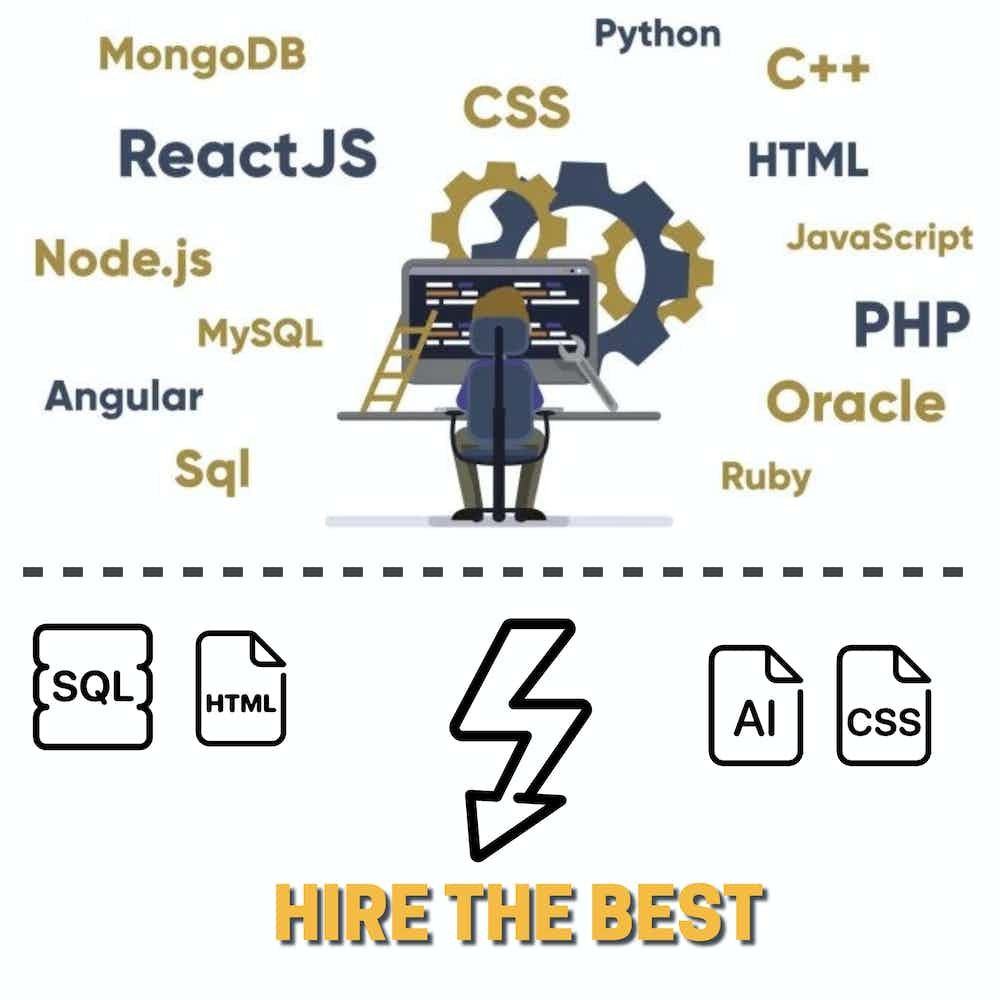 MongoDB
Python
C++
CSS
ReactJS
HTML
Node.js
JavaScript
MySQL
PHP
Angular
Oracle
Sql
Ruby
SQL
HTML
AI
CSS
HIRE THE BEST